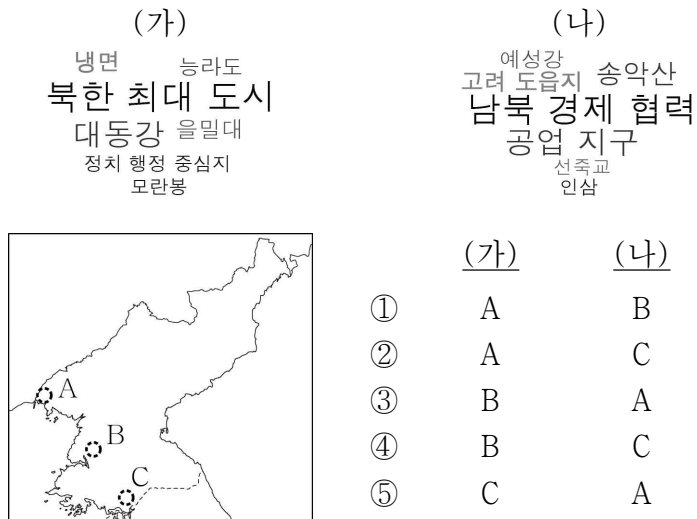 (가)
냉면 능라도
북한 최대 도시
대동강 을밀대
정치 행정 중심지
모란봉
(나)
예성강
고려 도읍지 송악산
남북 경제 협력
공업 지구
선죽교
인삼
A
B
C
(가) (나)
① A B
② A C
③ B A
④ B C
⑤ C A